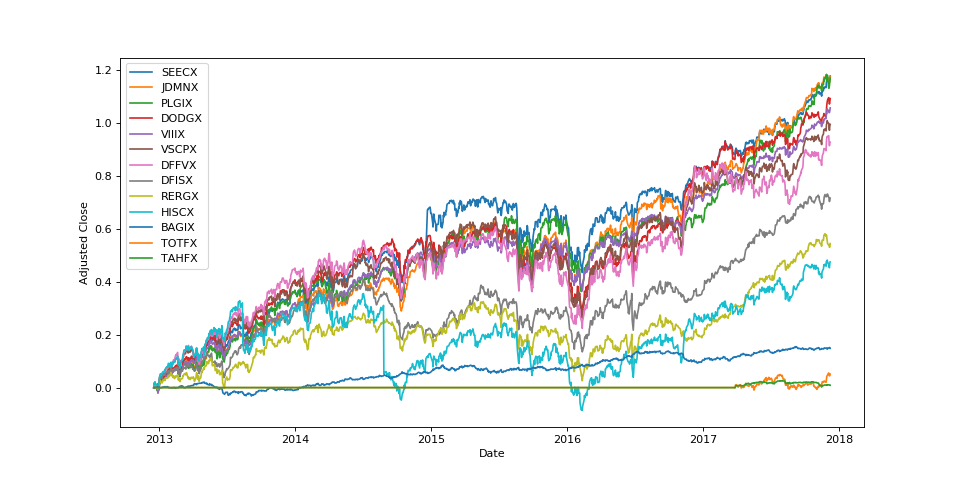 1.2
1.0
0.8
0.6
0.4
0.2
0.0
Adjusted Close
SEECX
JDMNX
PLGIX
DODGX
VIIIX
VSCPX
DFFVX
DFISX
RERGX
HISCX
BAGIX
TOTFX
TAHFX
2013
2014
2015
2016
2017
2018
Date